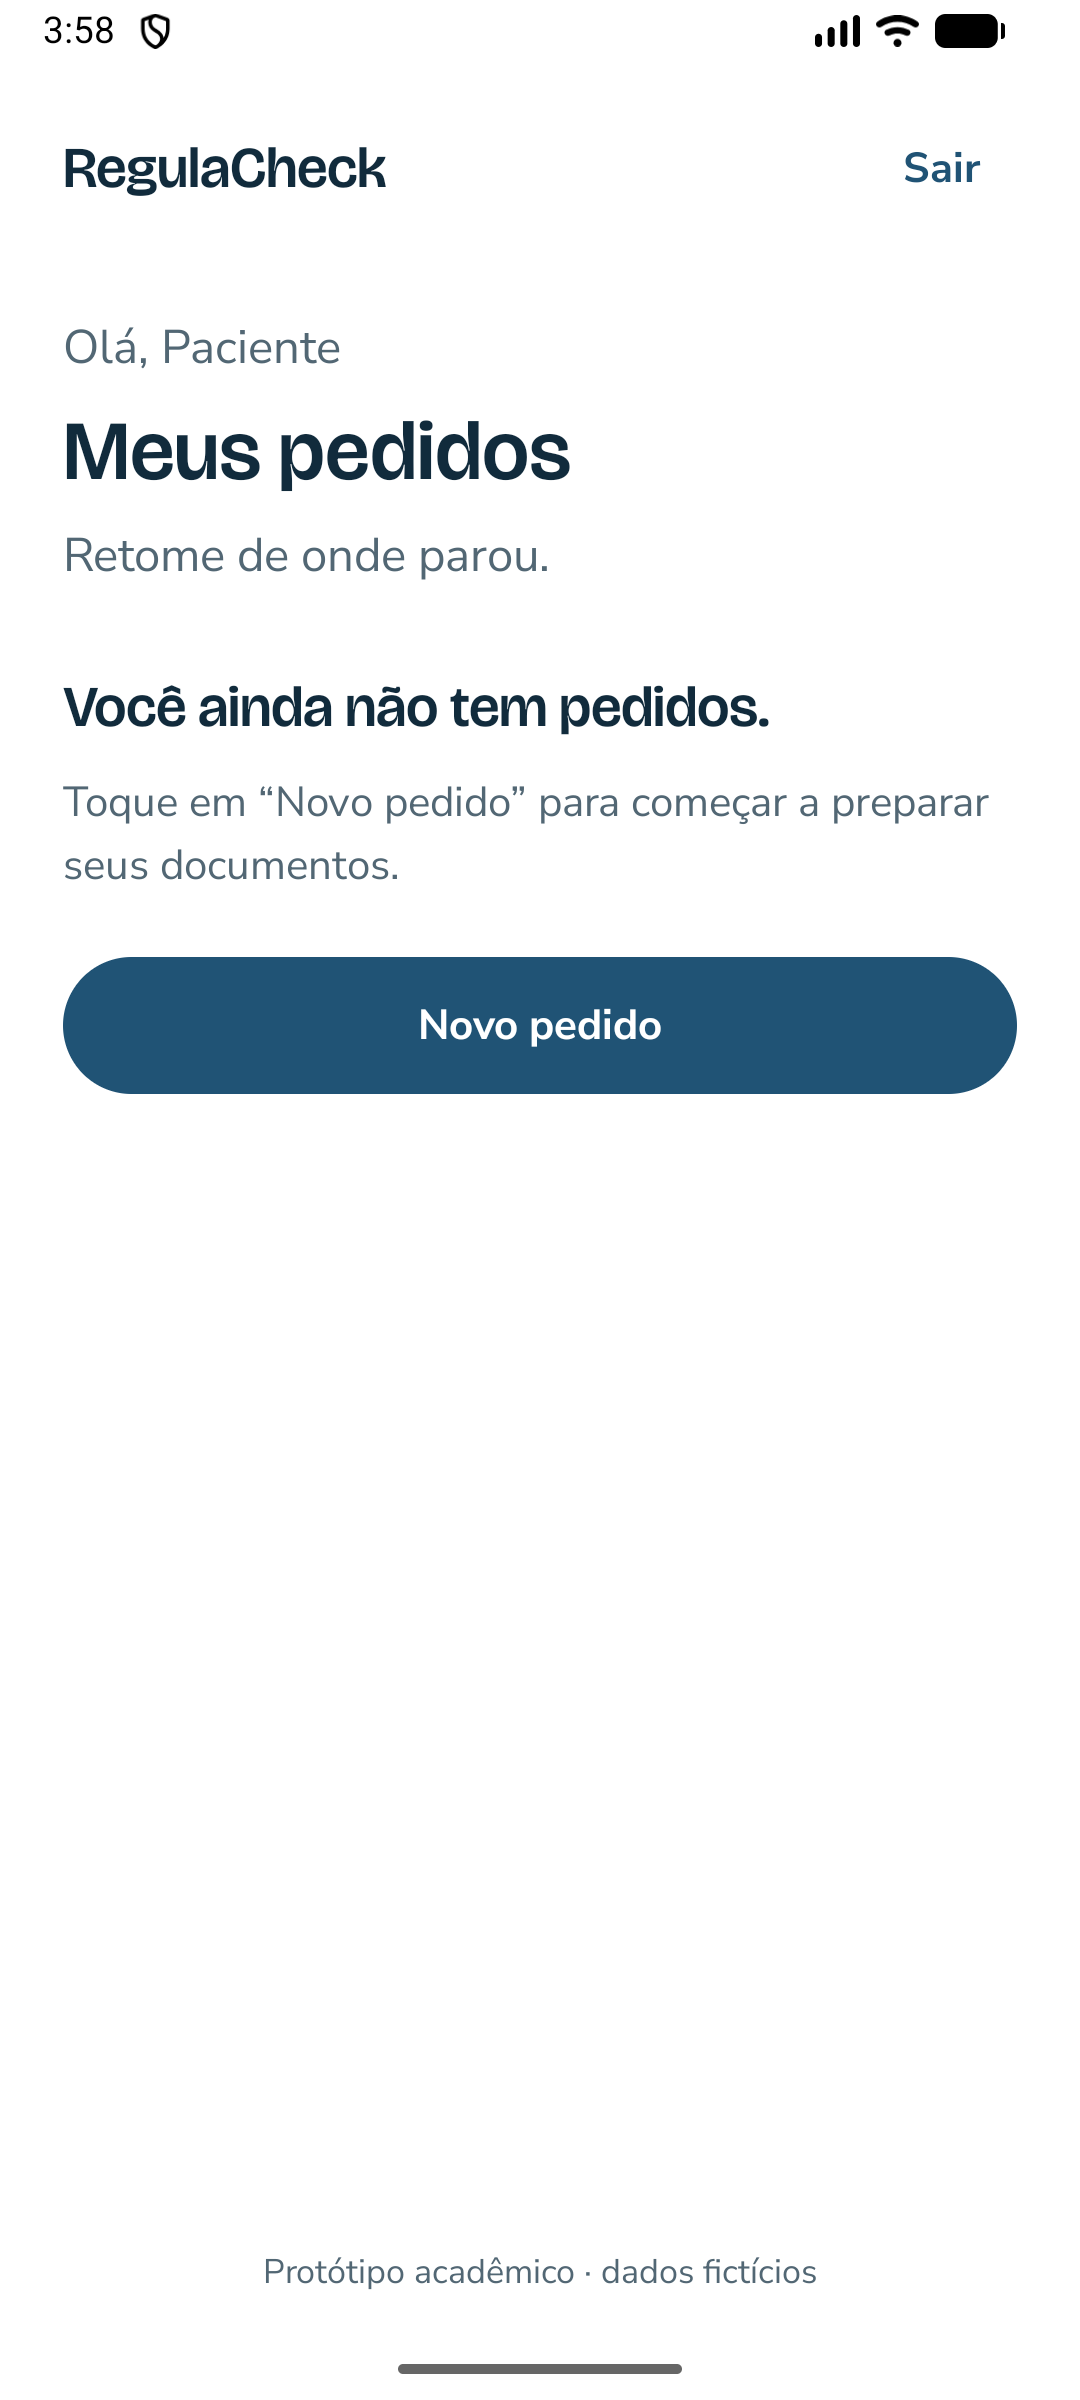 3:58
RegulaCheck
Sair
Olá, Paciente
Meus pedidos
Retome de onde parou.
Você ainda não tem pedidos.
Toque em “Novo pedido” para começar a preparar
seus documentos.
Novo pedido
Protótipo acadêmico · dados fictícios